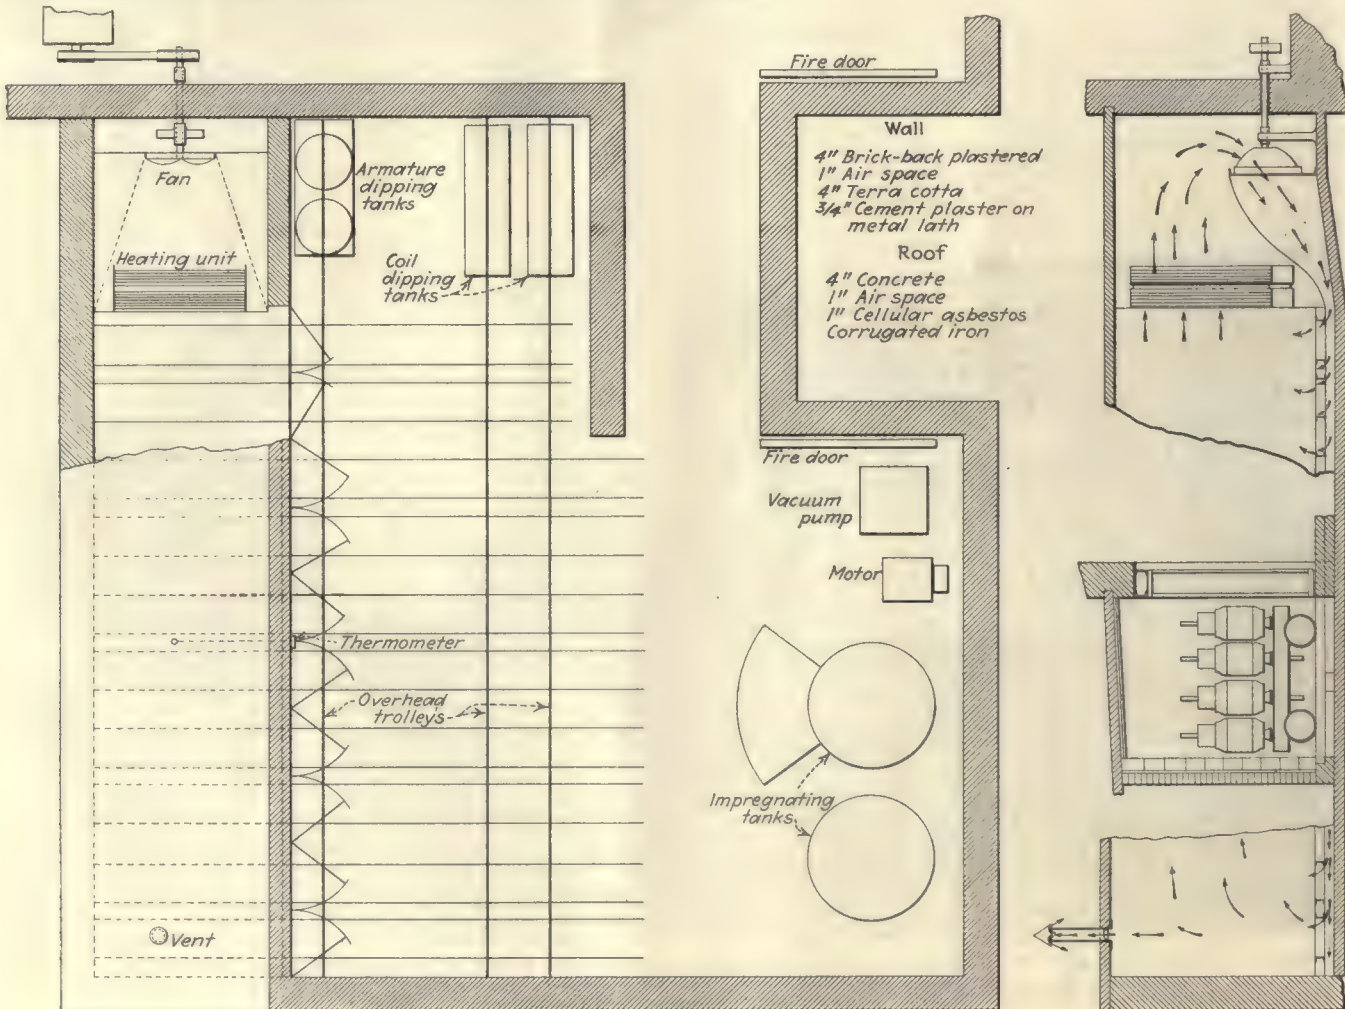 Fan
Heating unit
Armature
dipping
tanks
Coil
dipping
tanks
Fire door
Wall
4" Brick-back plastered
1" Air space
4" Terra cotta
3/4" Cement plaster on
metal lath
Roof
4" Concrete
1" Air space
1" Cellular asbestos
Corrugated iron
Fire door
Vacuum
pump
Motor
Thermometer
Overhead
trolleys
Impregnating
tanks
Vent